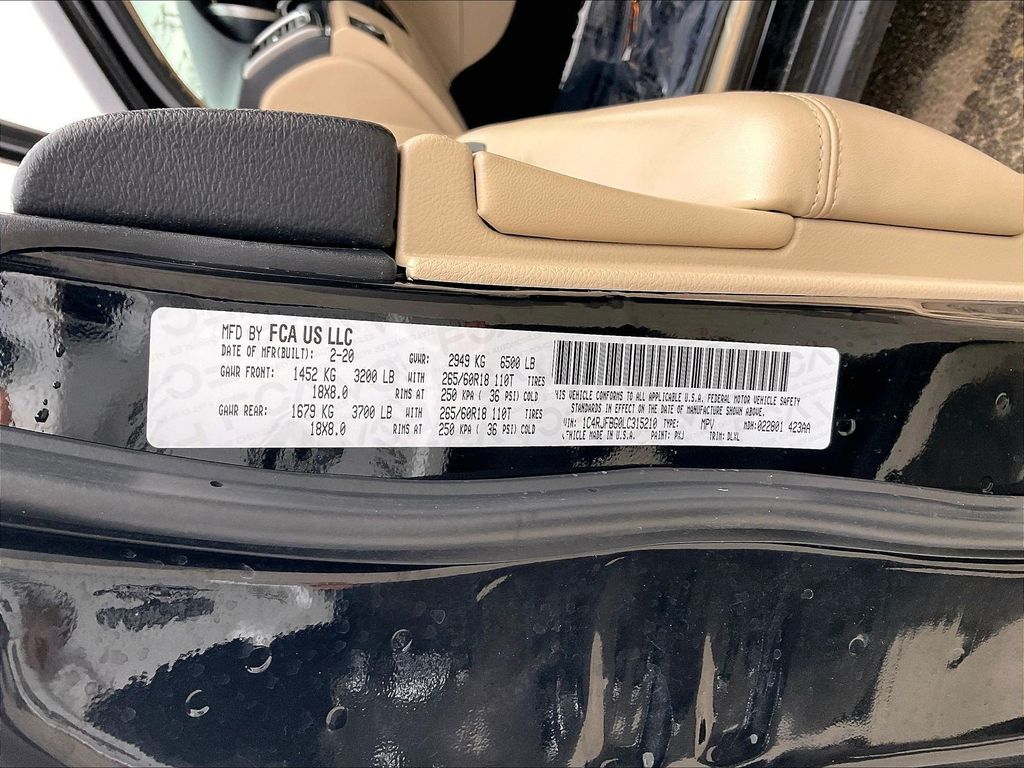 MFD BY FCA US LLC
DATE OF MFR(BUILT): 2-20 GVWR: 2949 KG 6500 LB
GAWR FRONT: 1452 KG 3200 LB WITH 265/60R18 110T TIRES
18X8.0 RIMS AT 250 KPA ( 36 PSI) COLD
GAWR REAR: 1679 KG 3700 LB WITH 265/60R18 110T TIRES
18X8.0 RIMS AT 250 KPA ( 36 PSI) COLD
HIS VEHICLE CONFORMS TO ALL APPLICABLE U.S.A. FEDERAL MOTOR VEHICLE SAFETY
STANDARDS IN EFFECT ON THE DATE OF MANUFACTURE SHOWN ABOVE.
VIN: 1C4RJFBG0LC315210 TYPE: MPV MDH:022801 423AA
VEHICLE MADE IN U.S.A. PAINT: PXJ TRIM: DLXL